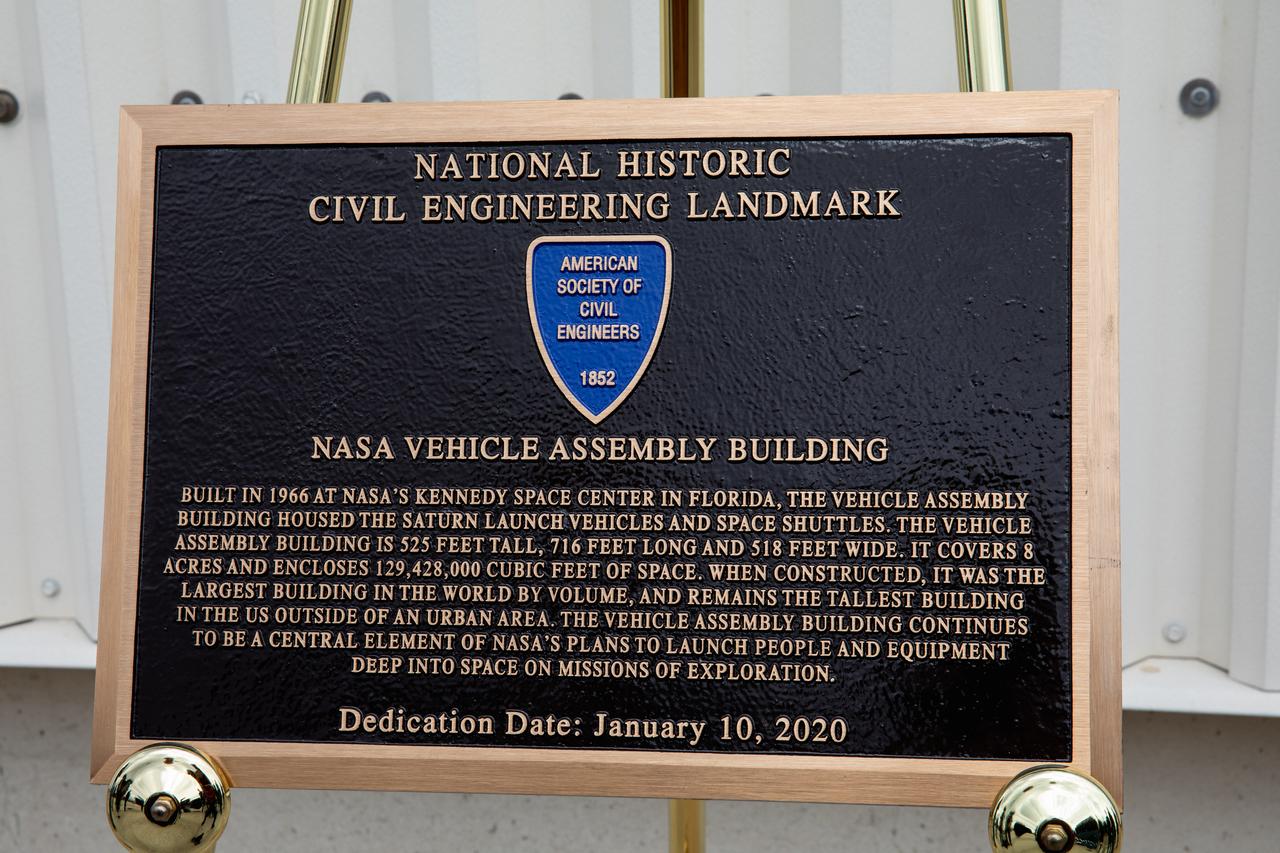 NATIONAL HISTORIC
CIVIL ENGINEERING LANDMARK
AMERICAN
SOCIETY OF
CIVIL
ENGINEERS
1852
NASA VEHICLE ASSEMBLY BUILDING
BUILT IN 1966 AT NASA'S KENNEDY SPACE CENTER IN FLORIDA, THE VEHICLE ASSEMBLY
BUILDING HOUSED THE SATURN LAUNCH VEHICLES AND SPACE SHUTTLES. THE VEHICLE
ASSEMBLY BUILDING IS 525 FEET TALL, 716 FEET LONG AND 518 FEET WIDE. IT COVERS 8
ACRES AND ENCLOSES 129,428,000 CUBIC FEET OF SPACE. WHEN CONSTRUCTED, IT WAS THE
LARGEST BUILDING IN THE WORLD BY VOLUME, AND REMAINS THE TALLEST BUILDING
IN THE US OUTSIDE OF AN URBAN AREA. THE VEHICLE ASSEMBLY BUILDING CONTINUES
TO BE A CENTRAL ELEMENT OF NASA'S PLANS TO LAUNCH PEOPLE AND EQUIPMENT
DEEP INTO SPACE ON MISSIONS OF EXPLORATION.
Dedication Date: January 10, 2020